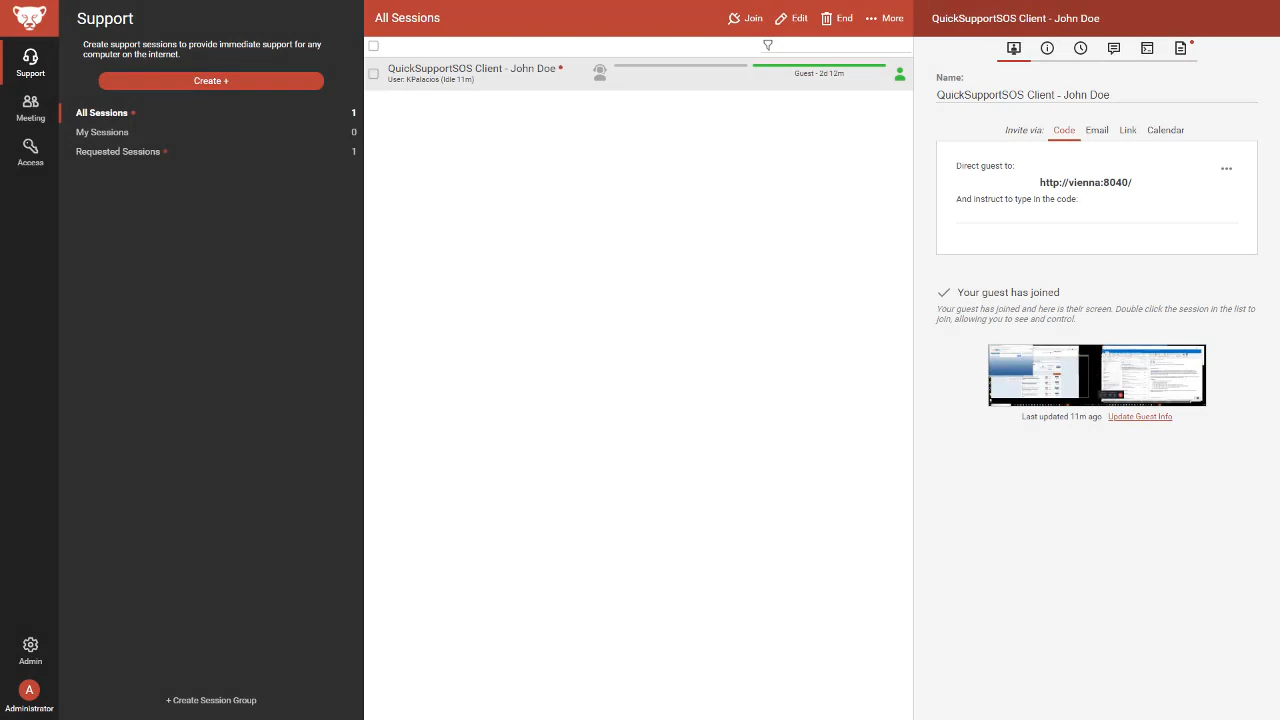 Support
Meeting
Access
Admin
A
Administrator
Support
Create support sessions to provide immediate support for any
computer on the internet.
Create +
All Sessions 1
My Sessions 0
Requested Sessions 1
+ Create Session Group
All Sessions
Join
Edit
End
More
QuickSupportSOS Client - John Doe
User: KPalacios (Idle 11m)
Guest - 2d 12m
QuickSupportSOS Client - John Doe
Name:
QuickSupportSOS Client - John Doe
Invite via: Code Email Link Calendar
Direct guest to:
http://vienna:8040/
And instruct to type in the code:
Your guest has joined
Your guest has joined and here is their screen. Double click the session in the list to
join, allowing you to see and control.
Last updated 11m ago Update Guest Info